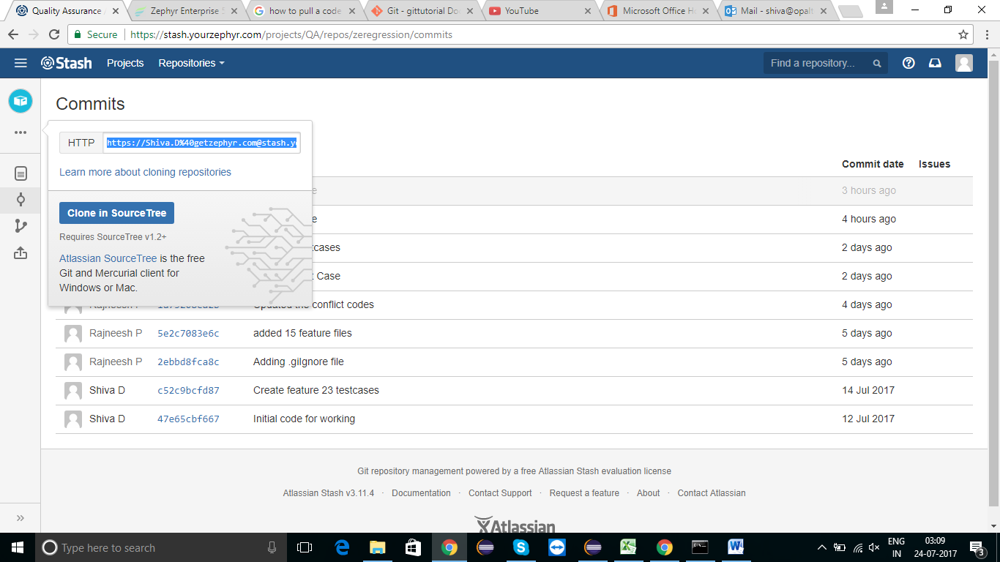 Quality Assurance
Zephyr Enterprise
how to pull a code
Git - gittutorial Do
YouTube
Microsoft Office H
Mail - shiva@opalt
Secure
https://stash.yourzephyr.com/projects/QA/repos/zeregression/commits
Stash
Projects
Repositories
Find a repository...
Commits
HTTP
https://Shiva.D%40getzephyr.com@stash.y
Learn more about cloning repositories
Clone in SourceTree
Requires SourceTree v1.2+
Atlassian SourceTree is the free
Git and Mercurial client for
Windows or Mac.
Commit date Issues
3 hours ago
4 hours ago
2 days ago
Case 2 days ago
conflict codes 4 days ago
Rajneesh P 5e2c7083e6c added 15 feature files 5 days ago
Rajneesh P 2ebbd8fca8c Adding .giIgnore file 5 days ago
Shiva D c52c9bcfd87 Create feature 23 testcases 14 Jul 2017
Shiva D 47e65cbf667 Initial code for working 12 Jul 2017
Git repository management powered by a free Atlassian Stash evaluation license
Atlassian Stash v3.11.4 · Documentation · Contact Support · Request a feature · About · Contact Atlassian
Atlassian
Type here to search
ENG
IN
03:09
24-07-2017
3